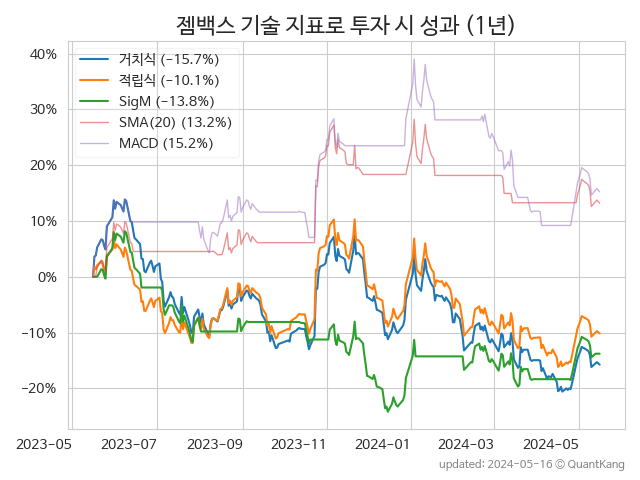 젬백스 기술 지표로 투자 시 성과 (1년)
거치식 (−15.7%)
적립식 (−10.1%)
SigM (−13.8%)
SMA(20) (13.2%)
MACD (15.2%)
40%
30%
20%
10%
0%
−10%
−20%
2023−05 2023−07 2023−09 2023−11 2024−01 2024−03 2024−05
updated: 2024−05−16 ⓒ QuantKang